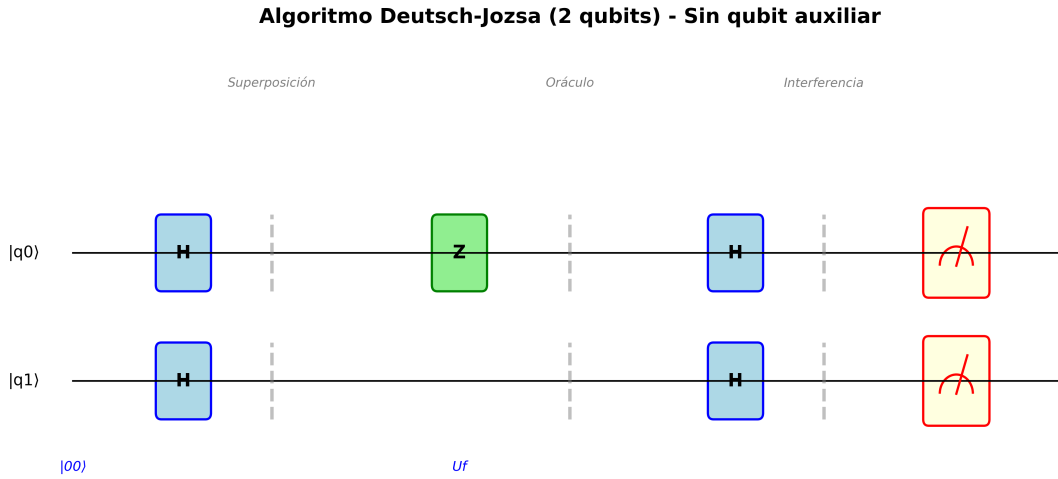 Algoritmo Deutsch-Jozsa (2 qubits) - Sin qubit auxiliar
Superposición Oráculo Interferencia
|q0⟩ H Z H
|q1⟩ H H
|00⟩ Uf